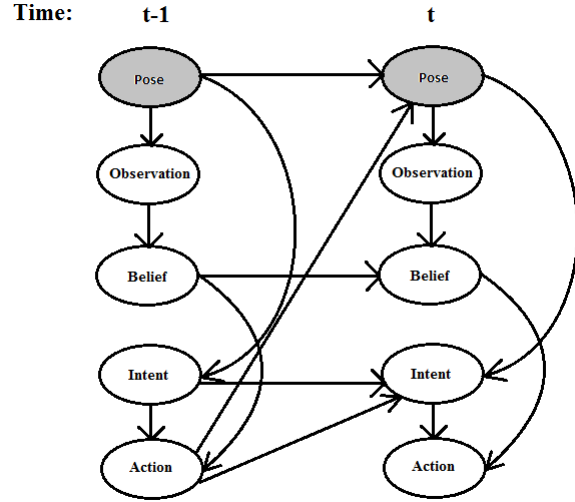 Time: t-1 t
Pose Pose
Observation Observation
Belief Belief
Intent Intent
Action Action